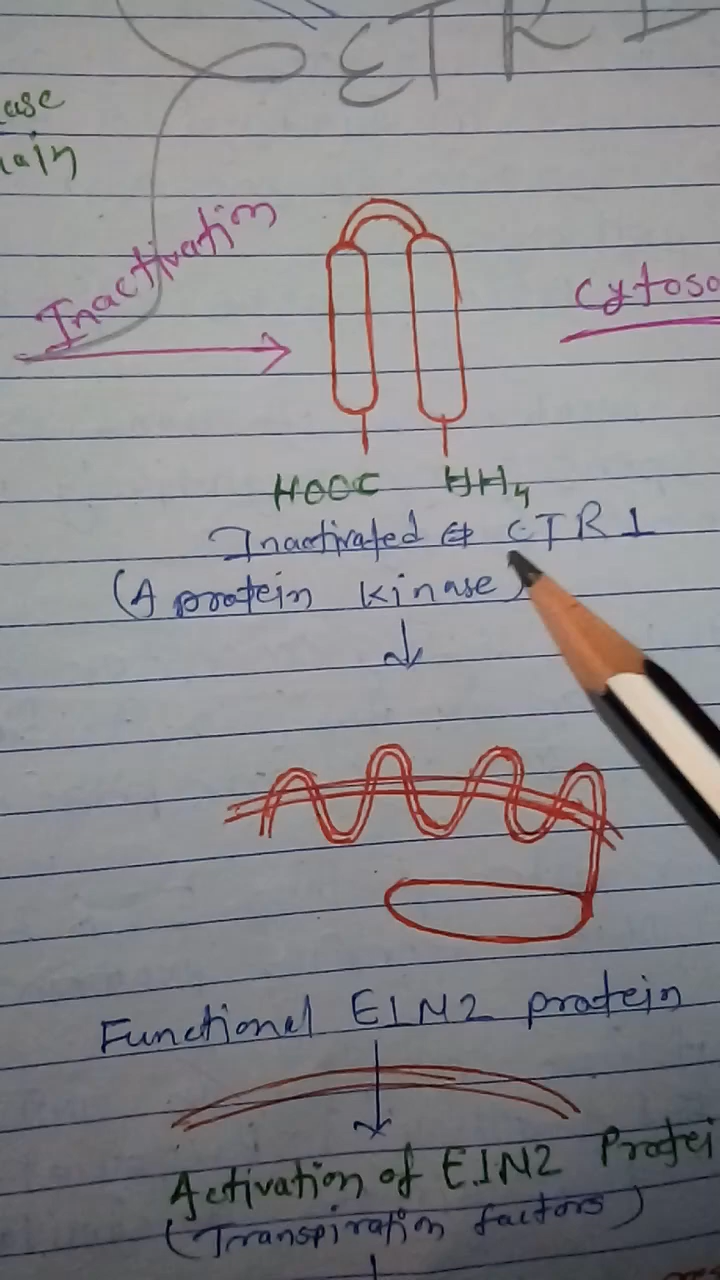 ETR1
ase
ain
Inactivation
Cytoso
HOOC NH4
Inactivated CTR1
(A protein kinase)
Functional EIN2 protein
Activation of EIN2 Protei
(Transpiration factors)